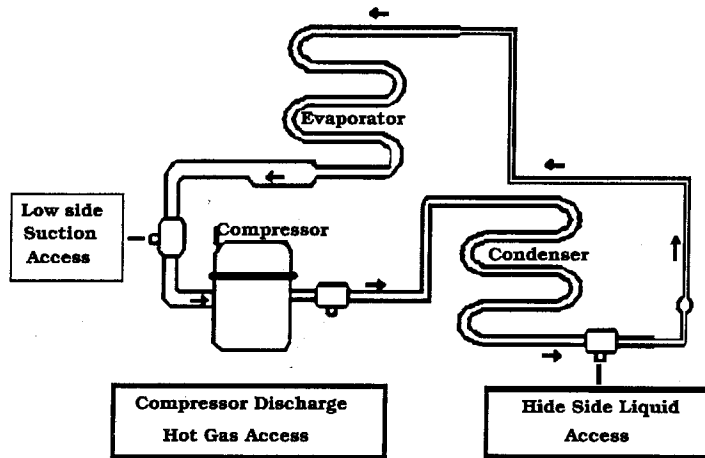 Evaporator
Low side
Suction
Access
Compressor
Condenser
Compressor Discharge
Hot Gas Access
Hide Side Liquid
Access